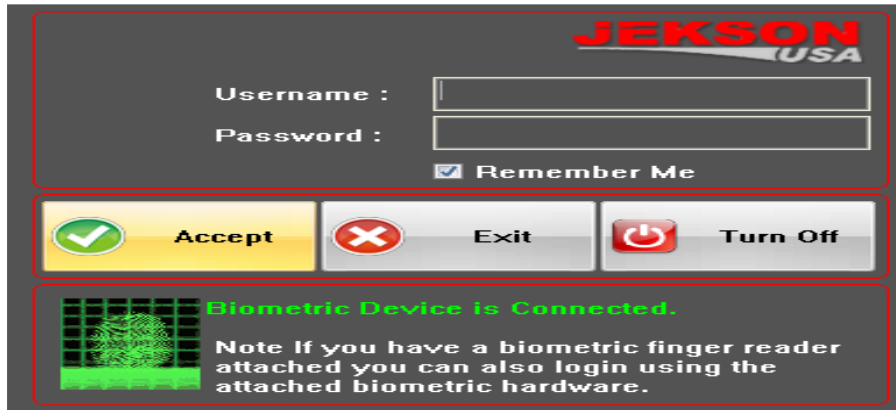 JEKSON
USA
Username :
Password :
Remember Me
Accept
Exit
Turn Off
Biometric Device is Connected.
Note If you have a biometric finger reader
attached you can also login using the
attached biometric hardware.